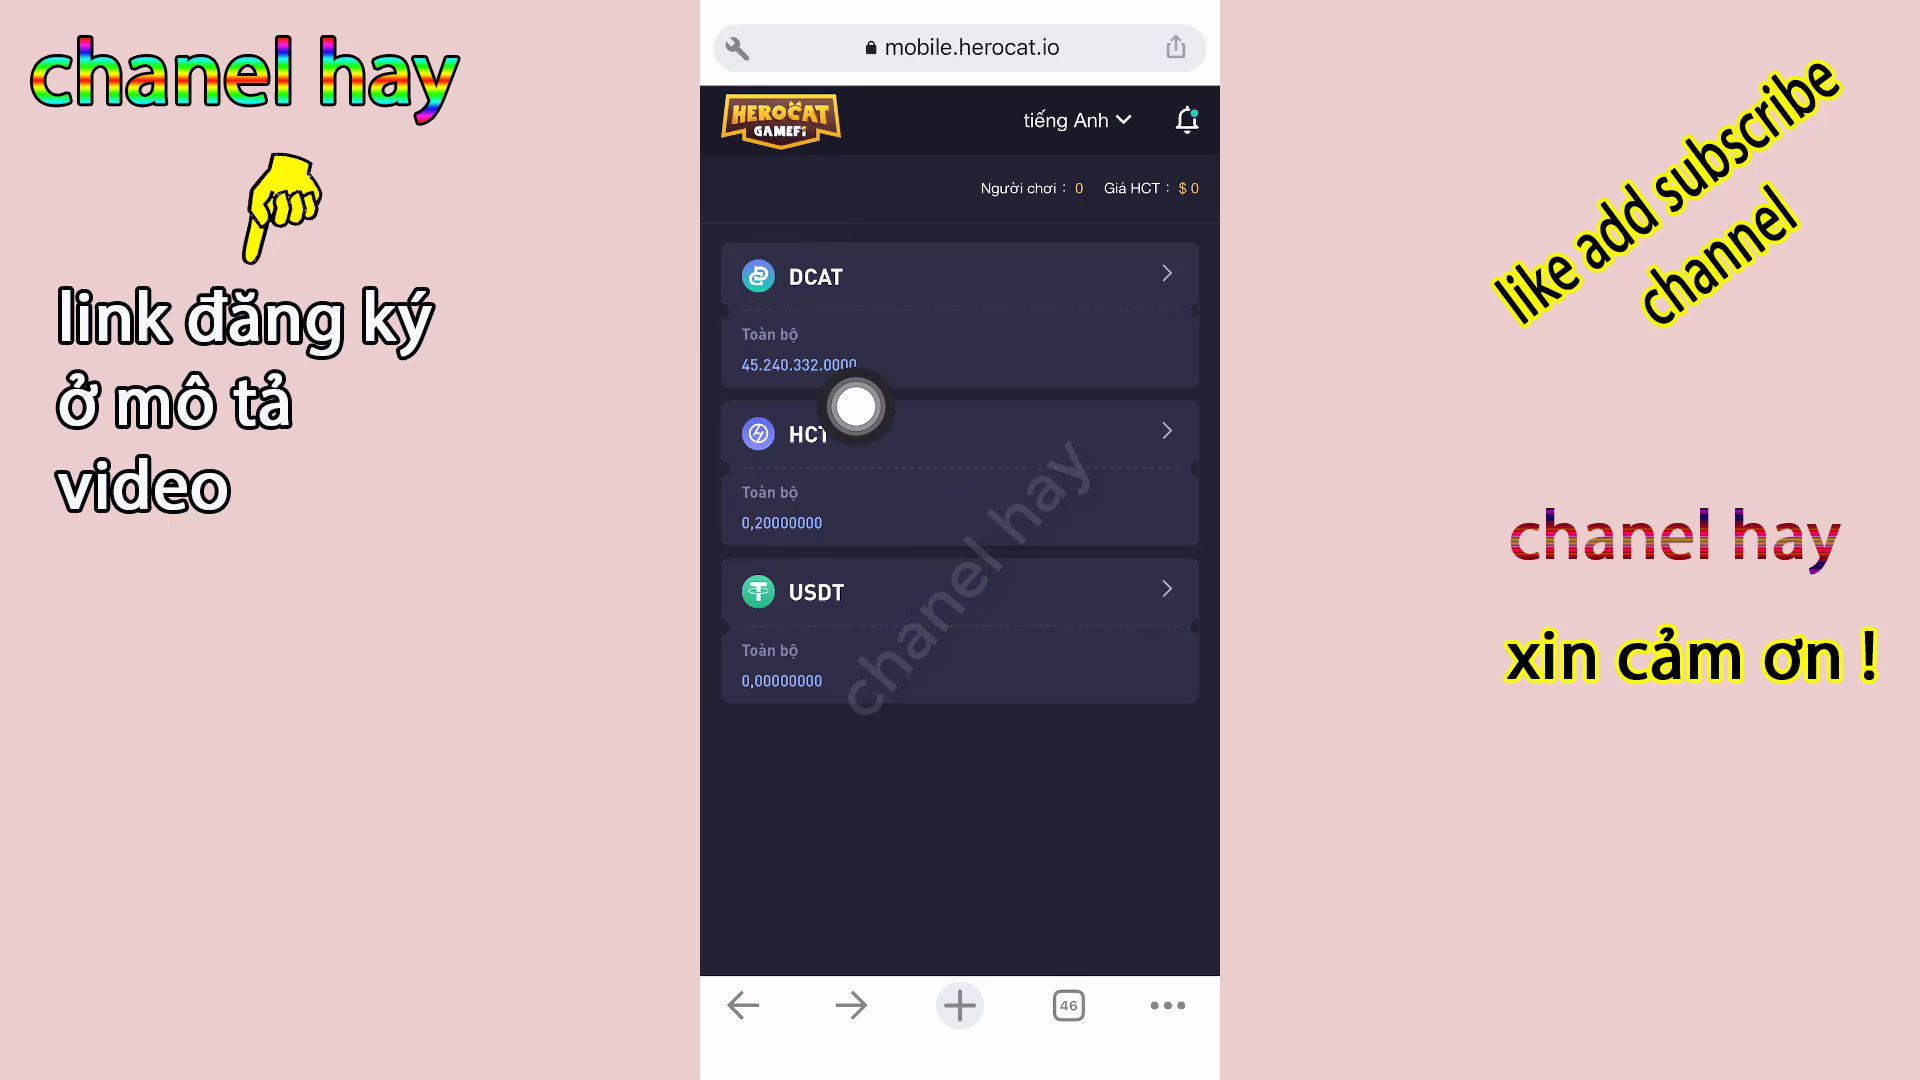 chanel hay
link đăng ký
ở mô tả
video
mobile.herocat.io
HEROCAT
GAMEFi
tiếng Anh
Người chơi : 0 Giá HCT : $ 0
DCAT
Toàn bộ
45.240.332.0000
HCT
Toàn bộ
0,20000000
USDT
Toàn bộ
0,00000000
chanel hay
46
like add subscribe
channel
chanel hay
xin cảm ơn !